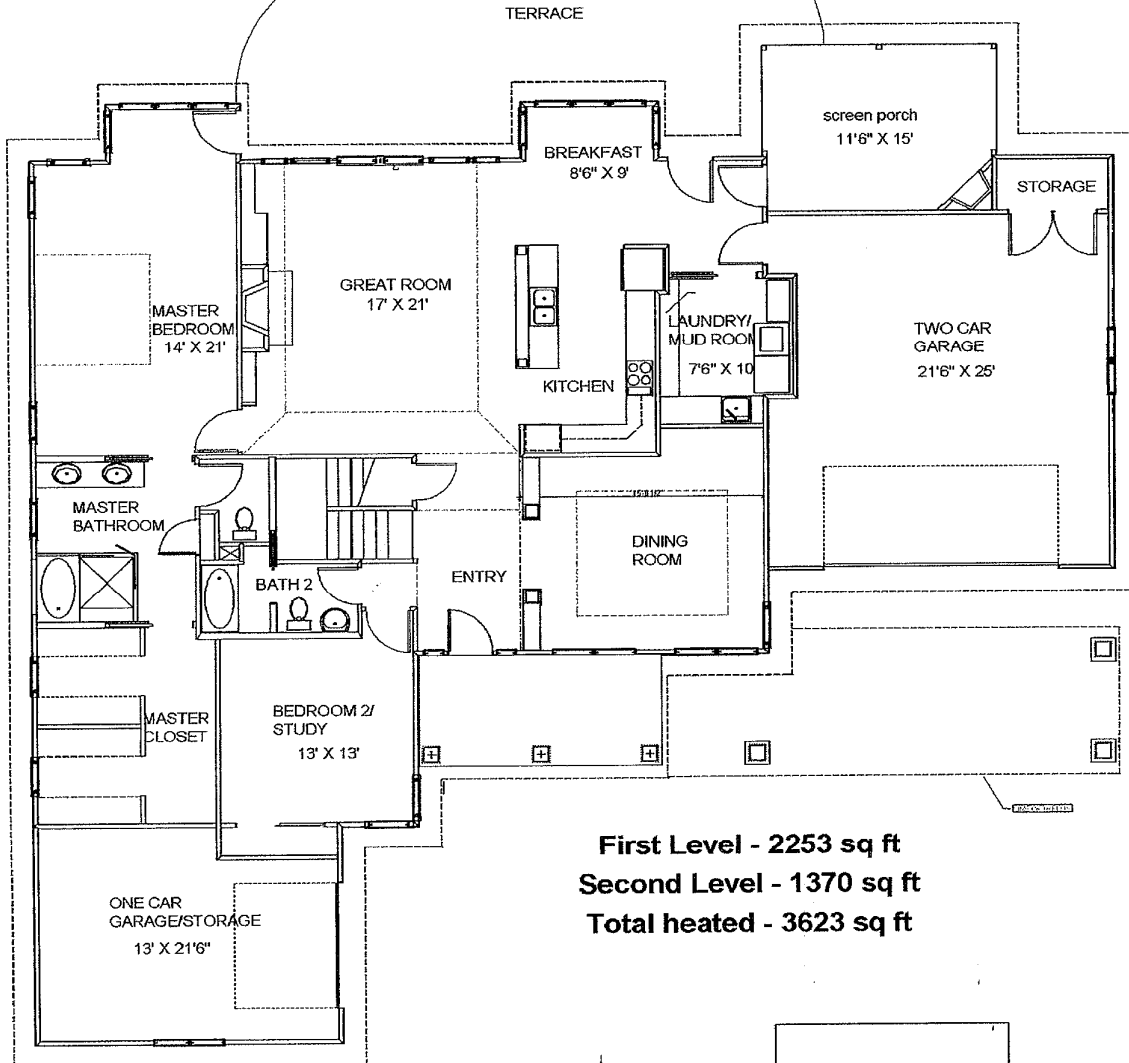 TERRACE
screen porch
11'6" X 15'
BREAKFAST
8'6" X 9'
STORAGE
GREAT ROOM
17' X 21'
MASTER
BEDROOM
14' X 21'
LAUNDRY/
MUD ROOM
7'6" X 10
TWO CAR
GARAGE
21'6" X 25'
KITCHEN
MASTER
BATHROOM
DINING
ROOM
BATH 2
ENTRY
MASTER
CLOSET
BEDROOM 2/
STUDY
13' X 13'
First Level - 2253 sq ft
Second Level - 1370 sq ft
Total heated - 3623 sq ft
ONE CAR
GARAGE/STORAGE
13' X 21'6"